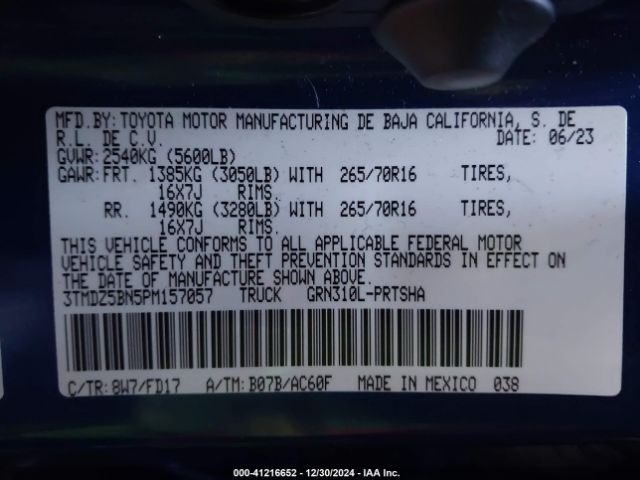 MFD.BY:TOYOTA MOTOR MANUFACTURING DE BAJA CALIFORNIA, S. DE
R.L. DE C.V. DATE: 06/23
GVWR:2540KG (5600LB)
GAWR:FRT. 1385KG (3050LB) WITH 265/70R16 TIRES,
16X7J RIMS.
RR. 1490KG (3280LB) WITH 265/70R16 TIRES,
16X7J RIMS.
THIS VEHICLE CONFORMS TO ALL APPLICABLE FEDERAL MOTOR
VEHICLE SAFETY AND THEFT PREVENTION STANDARDS IN EFFECT ON
THE DATE OF MANUFACTURE SHOWN ABOVE.
3TMDZ5BN5PM157057 TRUCK GRN310L-PRTSHA
C/TR: 8W7/FD17 A/TM: B07B/AC60F MADE IN MEXICO 038
000-41216652 - 12/30/2024 - IAAI/PARTS